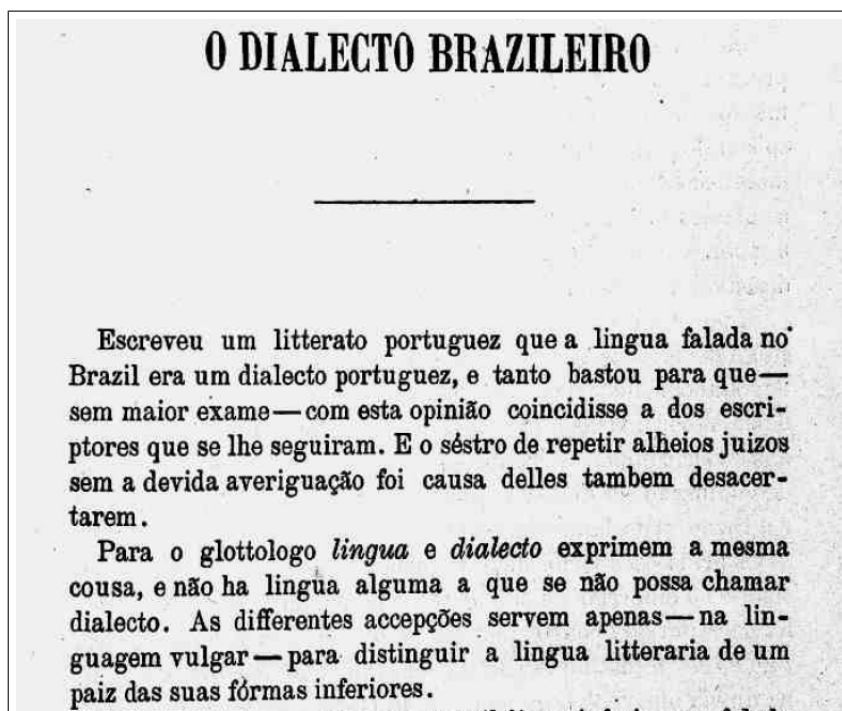 O DIALECTO BRAZILEIRO
Escreveu um litterato portuguez que a lingua falada no
Brazil era um dialecto portuguez, e tanto bastou para que—
sem maior exame—com esta opinião coincidisse a dos escri-
ptores que se lhe seguiram. E o séstro de repetir alheios juizos
sem a devida averiguação foi causa delles tambem desacer-
tarem.
Para o glottologo lingua e dialecto exprimem a mesma
cousa, e não ha lingua alguma a que se não possa chamar
dialecto. As differentes accepções servem apenas—na lin-
guagem vulgar—para distinguir a lingua litteraria de um
paiz das suas fórmas inferiores.